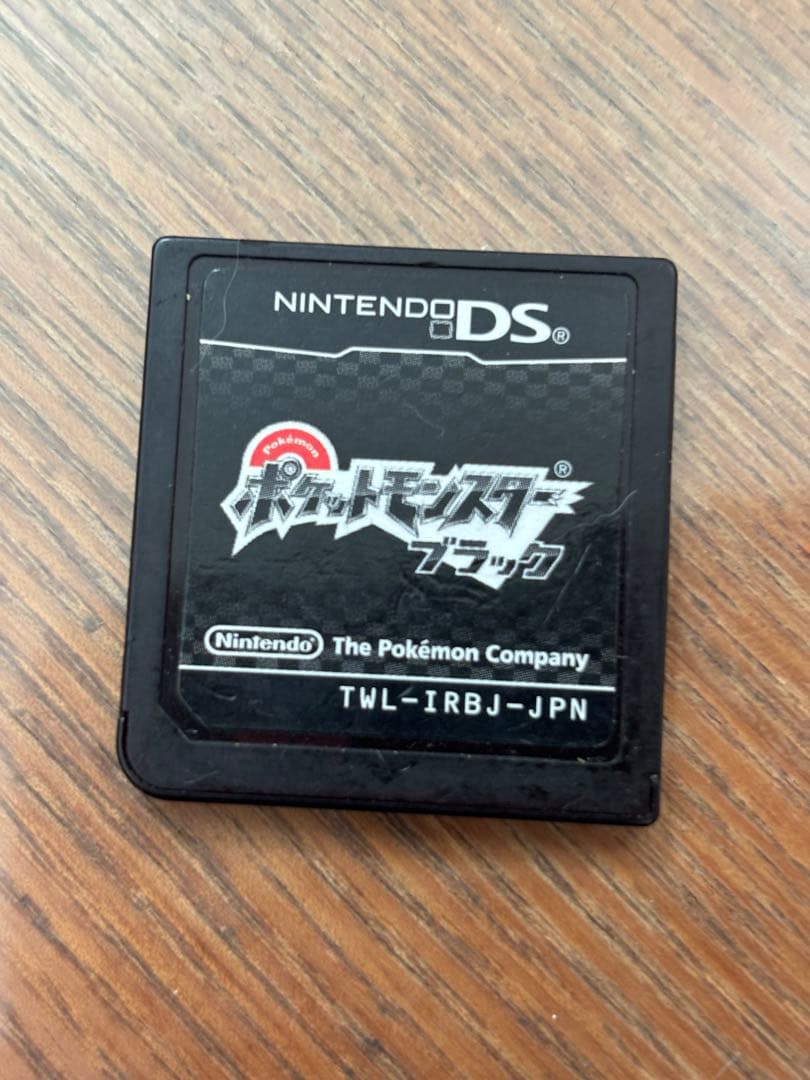 NINTENDO DS®
Pokémon
ポケットモンスター®
ブラック
Nintendo® The Pokémon Company
TWL-IRBJ-JPN